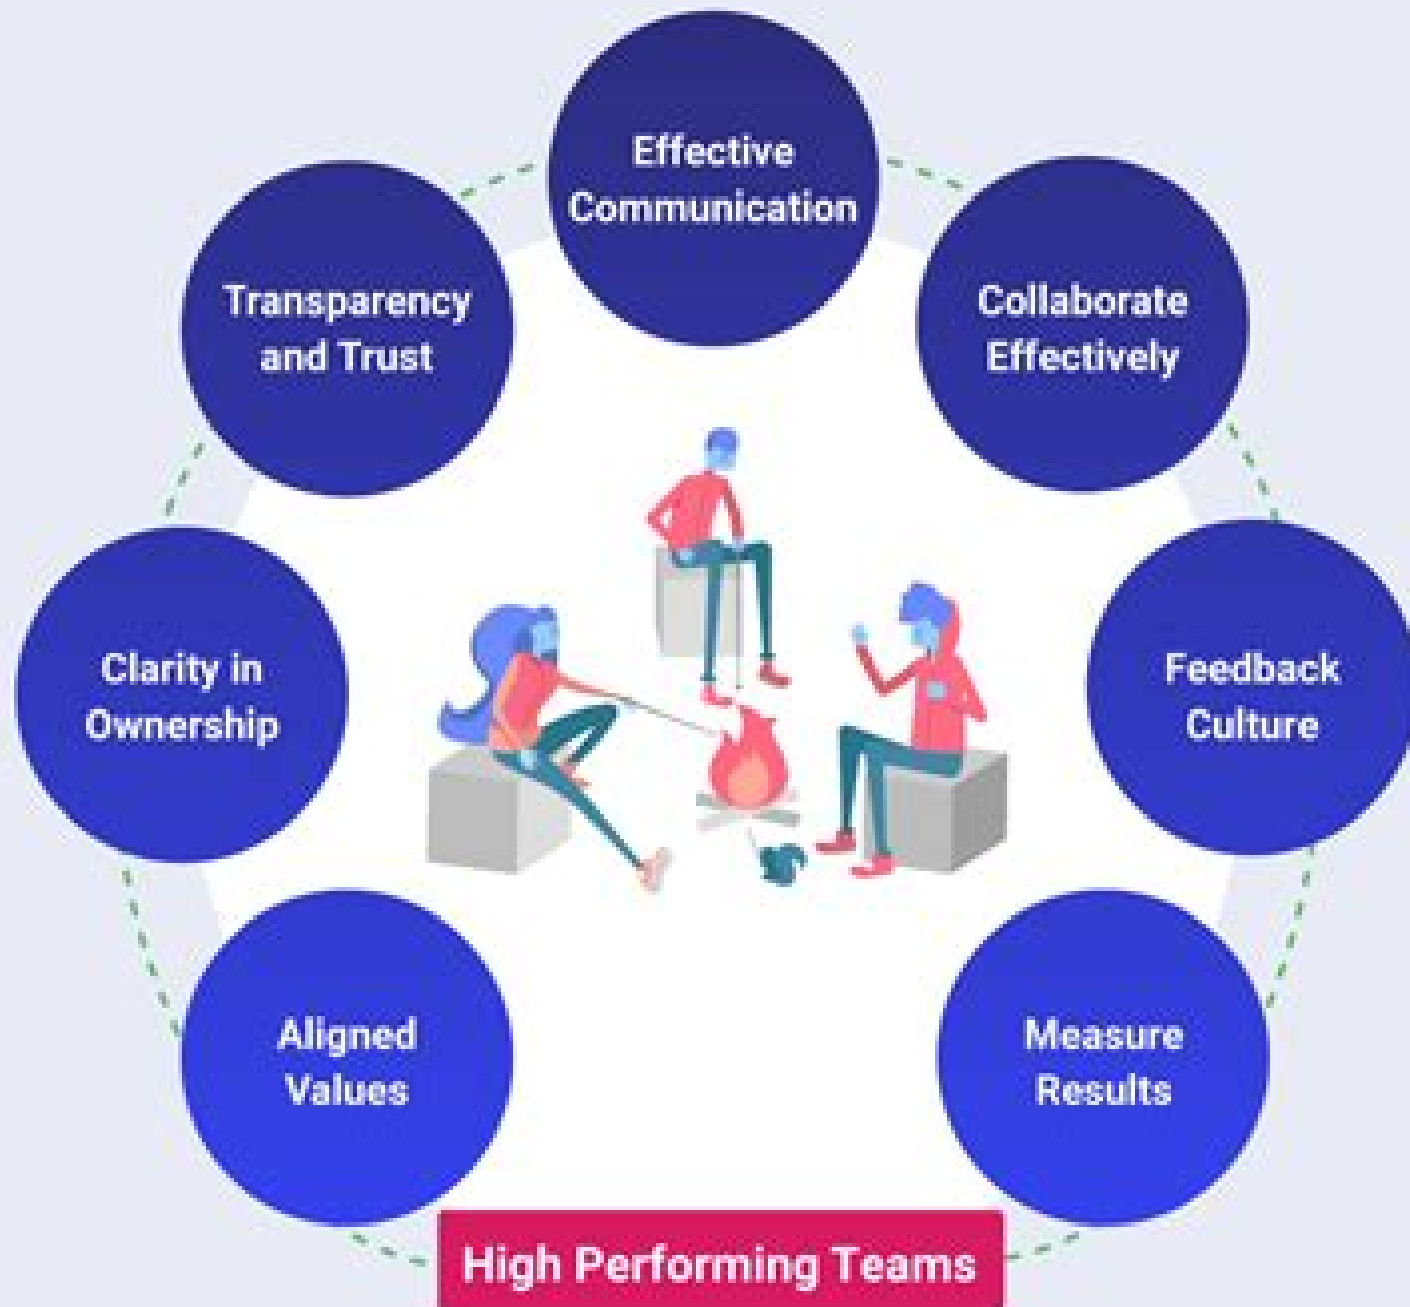 Effective
Communication
Transparency
and Trust
Collaborate
Effectively
Clarity in
Ownership
Feedback
Culture
Aligned
Values
Measure
Results
High Performing Teams